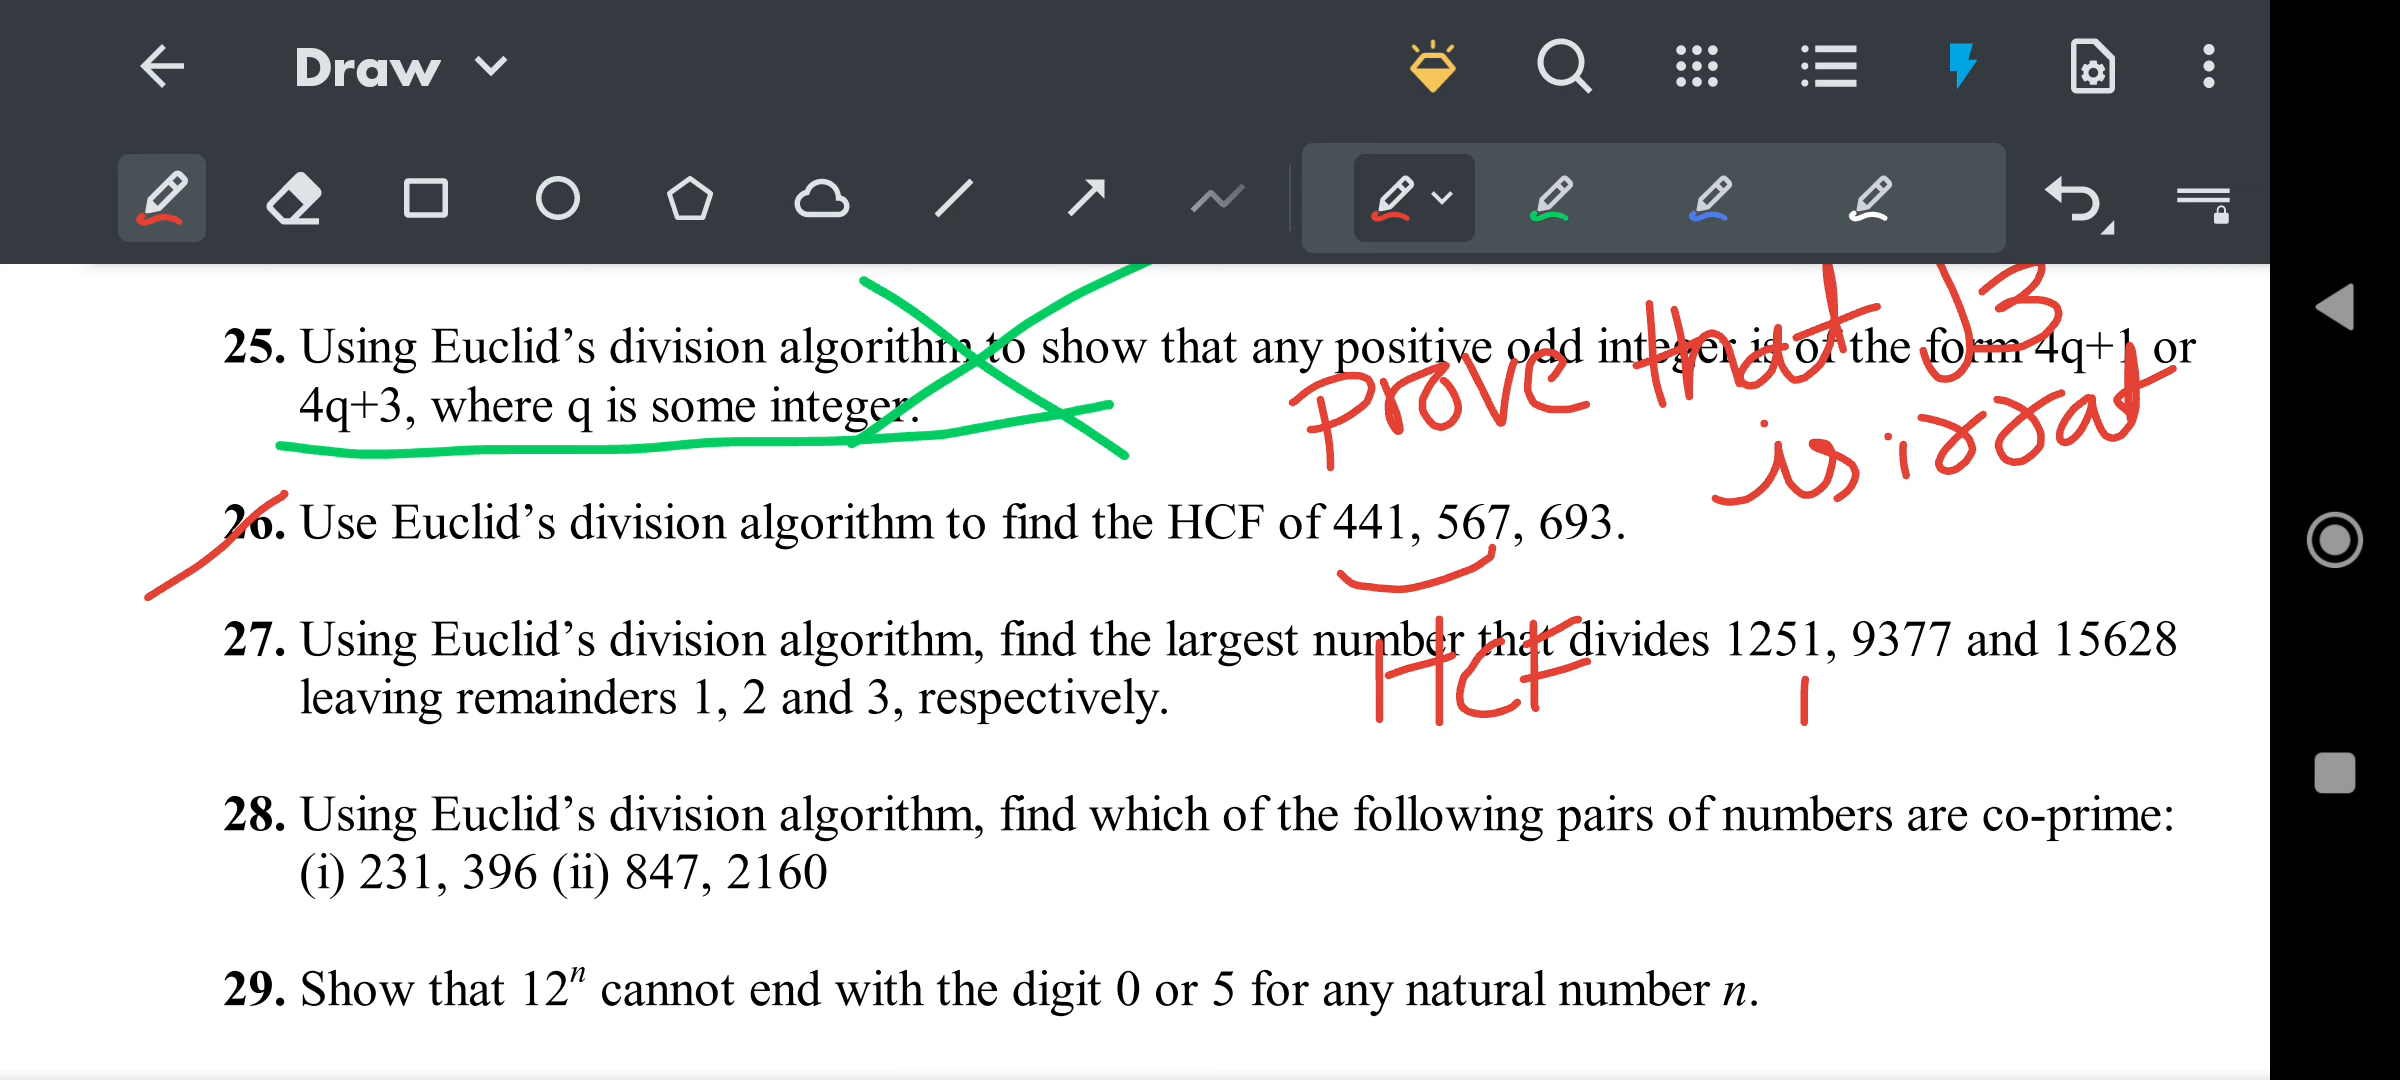 Draw
25. Using Euclid's division algorithm to show that any positive odd integer is of the form 4q+1 or
4q+3, where q is some integer.
Prove that √3
is irrat
26. Use Euclid's division algorithm to find the HCF of 441, 567, 693.
27. Using Euclid's division algorithm, find the largest number that divides 1251, 9377 and 15628
leaving remainders 1, 2 and 3, respectively.
HCF
1
28. Using Euclid's division algorithm, find which of the following pairs of numbers are co-prime:
(i) 231, 396 (ii) 847, 2160
29. Show that 12ⁿ cannot end with the digit 0 or 5 for any natural number n.